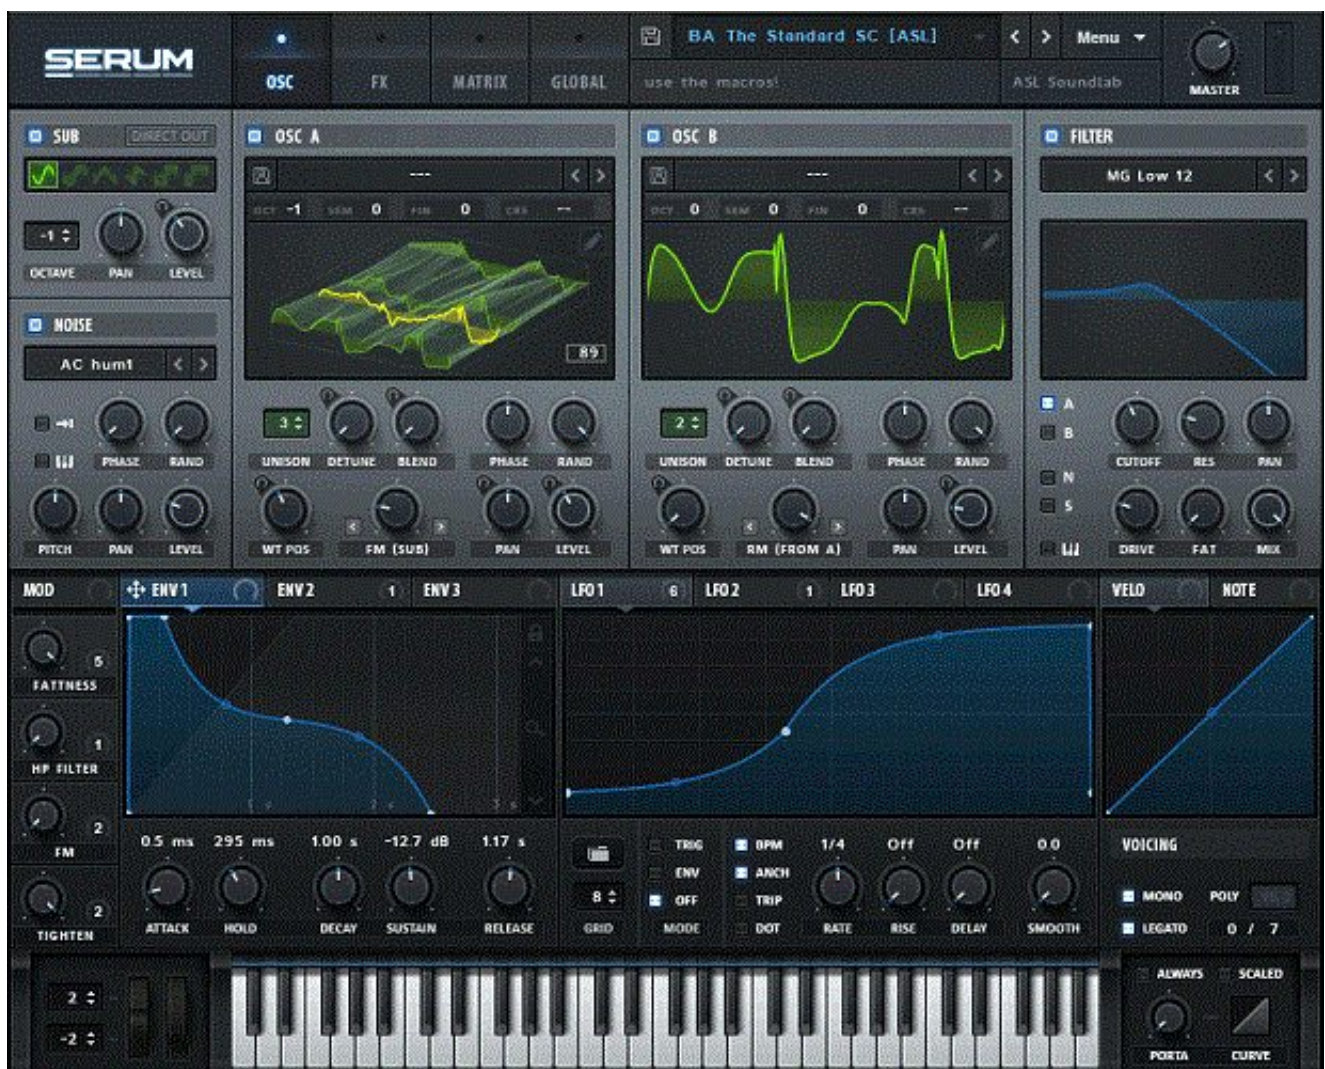 SERUM
OSC
FX
MATRIX
GLOBAL
BA The Standard SC [ASL]
use the macros!
Menu
ASL Soundlab
MASTER
SUB DIRECT OUT
-1
OCTAVE PAN LEVEL
NOISE
AC hum1
PHASE RAND
PITCH PAN LEVEL
OSC A
---
OCT -1 SEM 0 FIN 0 CRS --
89
3
UNISON DETUNE BLEND PHASE RAND
WT POS FM (SUB) PAN LEVEL
OSC B
---
OCT 0 SEM 0 FIN 0 CRS --
2
UNISON DETUNE BLEND PHASE RAND
WT POS RM (FROM A) PAN LEVEL
FILTER
MG Low 12
A
B
N
S
CUTOFF RES PAN
DRIVE FAT MIX
MOD
5
FATTNESS
1
HP FILTER
2
FM
2
TIGHTEN
ENV 1 ENV 2 1 ENV 3
1 s 2 s 3 s
0.5 ms 295 ms 1.00 s -12.7 dB 1.17 s
ATTACK HOLD DECAY SUSTAIN RELEASE
LFO 1 6 LFO 2 1 LFO 3 LFO 4
8
GRID
TRIG
ENV
OFF
MODE
BPM
ANCH
TRIP
DOT
1/4 Off Off 0.0
RATE RISE DELAY SMOOTH
VELO NOTE
VOICING
MONO POLY
LEGATO 0 / 7
2
-2
ALWAYS SCALED
PORTA CURVE